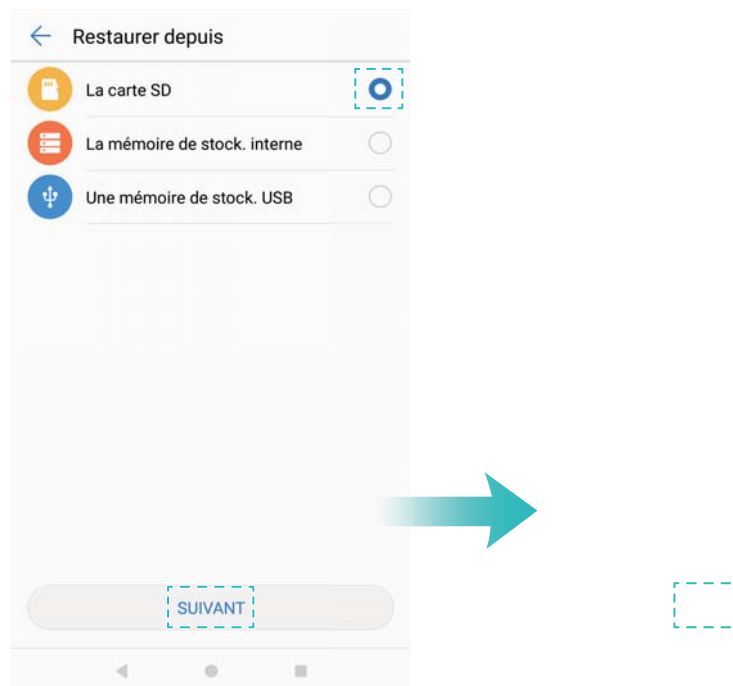 Restaurer depuis
La carte SD
La mémoire de stock. interne
Une mémoire de stock. USB
SUIVANT